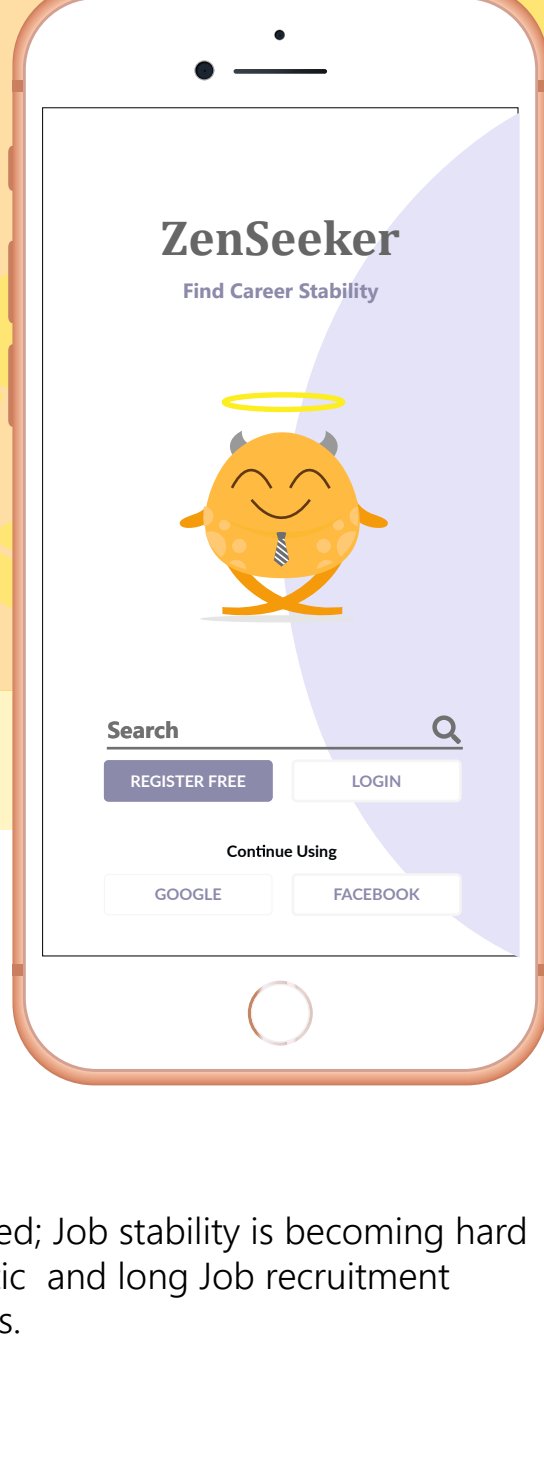 ZenSeeker
Find Career Stability
Search
REGISTER FREE LOGIN
Continue Using
GOOGLE FACEBOOK
ed; Job stability is becoming hard
tic and long Job recruitment
s.